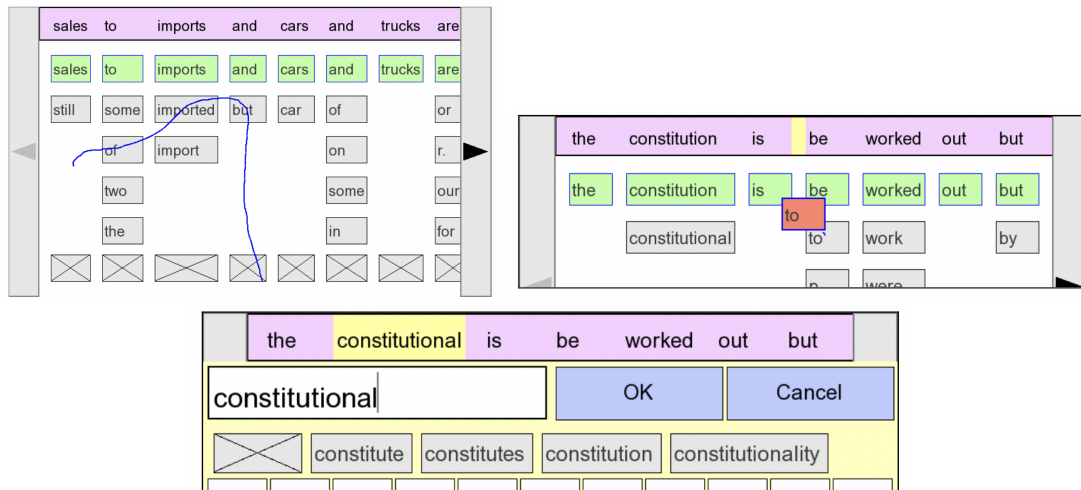 sales to imports and cars and trucks are
sales to imports and cars and trucks are
still some imported but car of or
of import on r.
two some our
the in for
the constitution is be worked out but
the constitution is be worked out but
to
constitutional to` work by
p were
the constitutional is be worked out but
constitutional OK Cancel
constitute constitutes constitution constitutionality